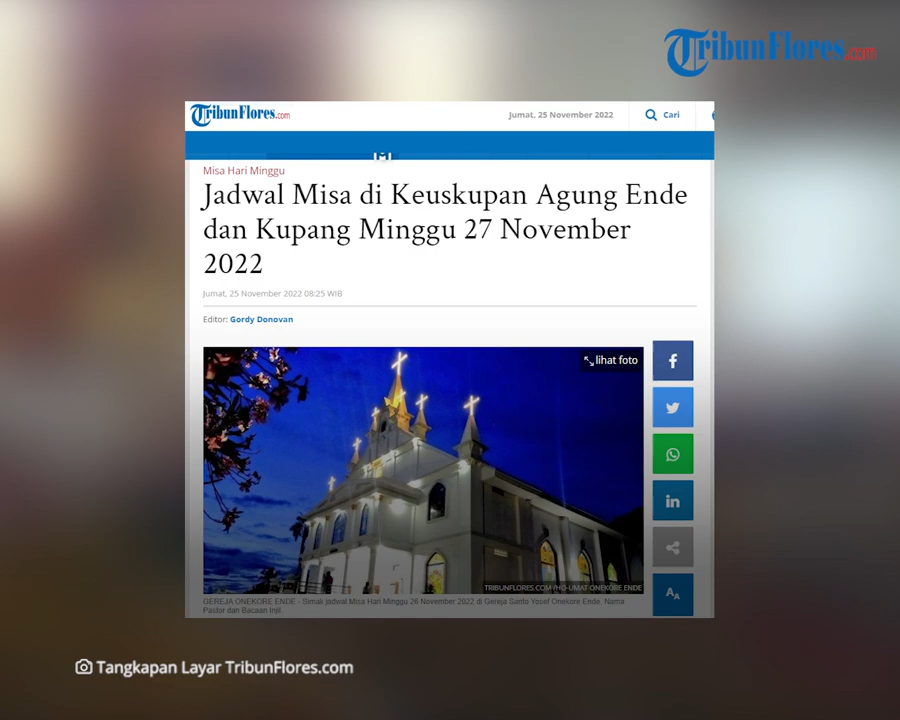 TribunFlores.com
TribunFlores.com
Jumat, 25 November 2022
Cari
Misa Hari Minggu
Jadwal Misa di Keuskupan Agung Ende
dan Kupang Minggu 27 November
2022
Jumat, 25 November 2022 08:25 WIB
Editor: Gordy Donovan
lihat foto
TRIBUNFLORES.COM /HO-UMAT ONEKORE ENDE
GEREJA ONEKORE ENDE - Simak jadwal Misa Hari Minggu 26 November 2022 di Gereja Santo Yosef Onekore Ende. Nama
Pastor dan Bacaan Injil.
AA
Tangkapan Layar TribunFlores.com